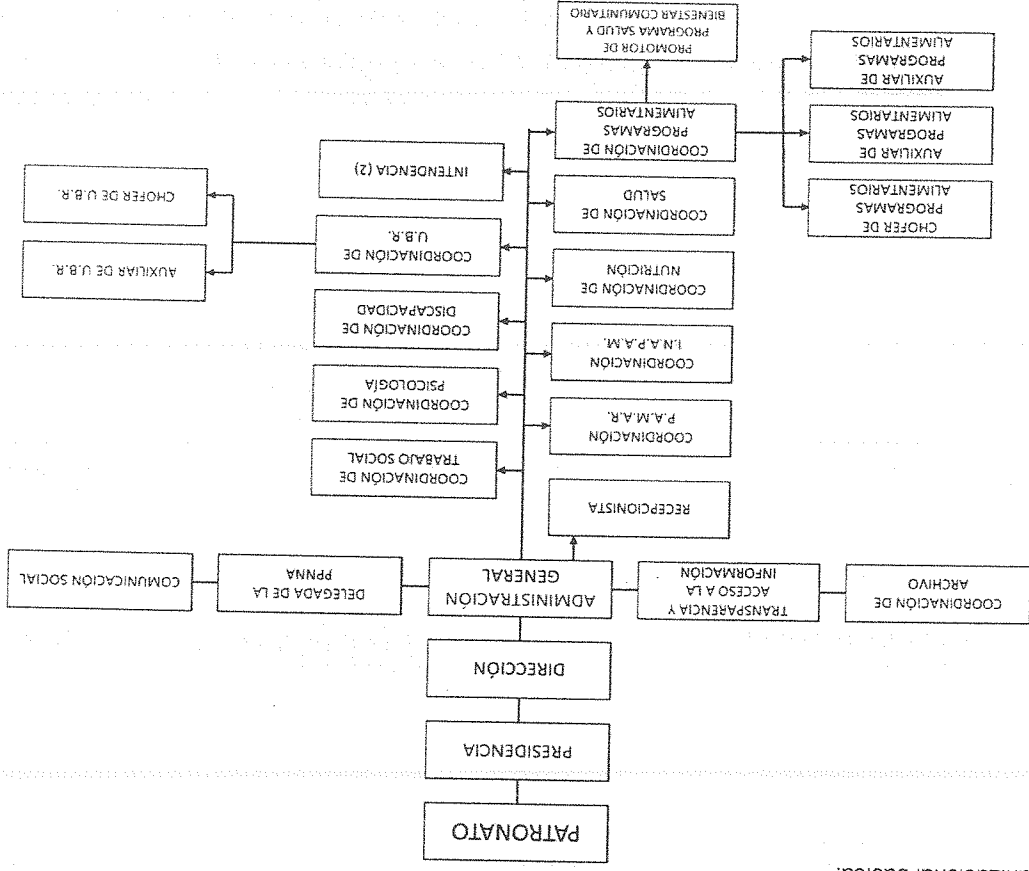 PATRONATO
PRESIDENCIA
DIRECCIÓN
COORDINACIÓN DE
ARCHIVO
TRANSPARENCIA Y
ACCESO A LA
INFORMACIÓN
ADMINISTRACIÓN
GENERAL
DELEGADA DE LA
PPNNA
COMUNICACIÓN SOCIAL
RECEPCIONISTA
COORDINACIÓN
P.A.M.A.R.
COORDINACIÓN DE
TRABAJO SOCIAL
COORDINACIÓN
I.N.A.P.A.M.
COORDINACIÓN DE
PSICOLOGÍA
COORDINACIÓN DE
NUTRICIÓN
COORDINACIÓN DE
DISCAPACIDAD
COORDINACIÓN DE
SALUD
COORDINACIÓN DE
U.B.R.
AUXILIAR DE U.B.R.
CHOFER DE U.B.R.
COORDINACIÓN DE
PROGRAMAS
ALIMENTARIOS
INTENDENCIA (2)
CHOFER DE
PROGRAMAS
ALIMENTARIOS
AUXILIAR DE
PROGRAMAS
ALIMENTARIOS
AUXILIAR DE
PROGRAMAS
ALIMENTARIOS
PROMOTOR DE
PROGRAMA SALUD Y
BIENESTAR COMUNITARIO